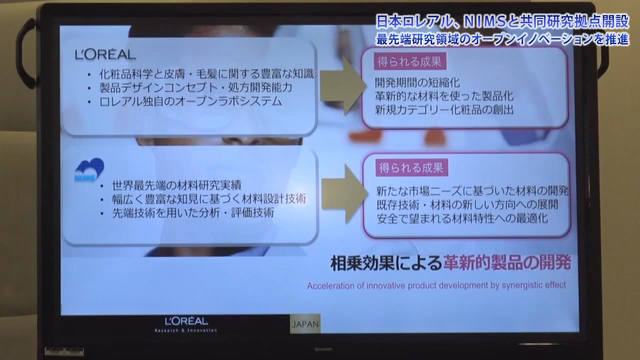 日本ロレアル、NIMSと共同研究拠点開設
最先端研究領域のオープンイノベーションを推進
L'ORÉAL
・ 化粧品科学と皮膚・毛髪に関する豊富な知識
・ 製品デザインコンセプト・処方開発能力
・ ロレアル独自のオープンラボシステム
得られる成果
開発期間の短縮化
革新的な材料を使った製品化
新規カテゴリー化粧品の創出
NIMS
・ 世界最先端の材料研究実績
・ 幅広く豊富な知見に基づく材料設計技術
・ 先端技術を用いた分析・評価技術
得られる成果
新たな市場ニーズに基づいた材料の開発
既存技術・材料の新しい方向への展開
安全で望まれる材料特性への最適化
相乗効果による革新的製品の開発
Acceleration of innovative product development by synergistic effect
L'ORÉAL
Research & Innovation
JAPAN
SHARP